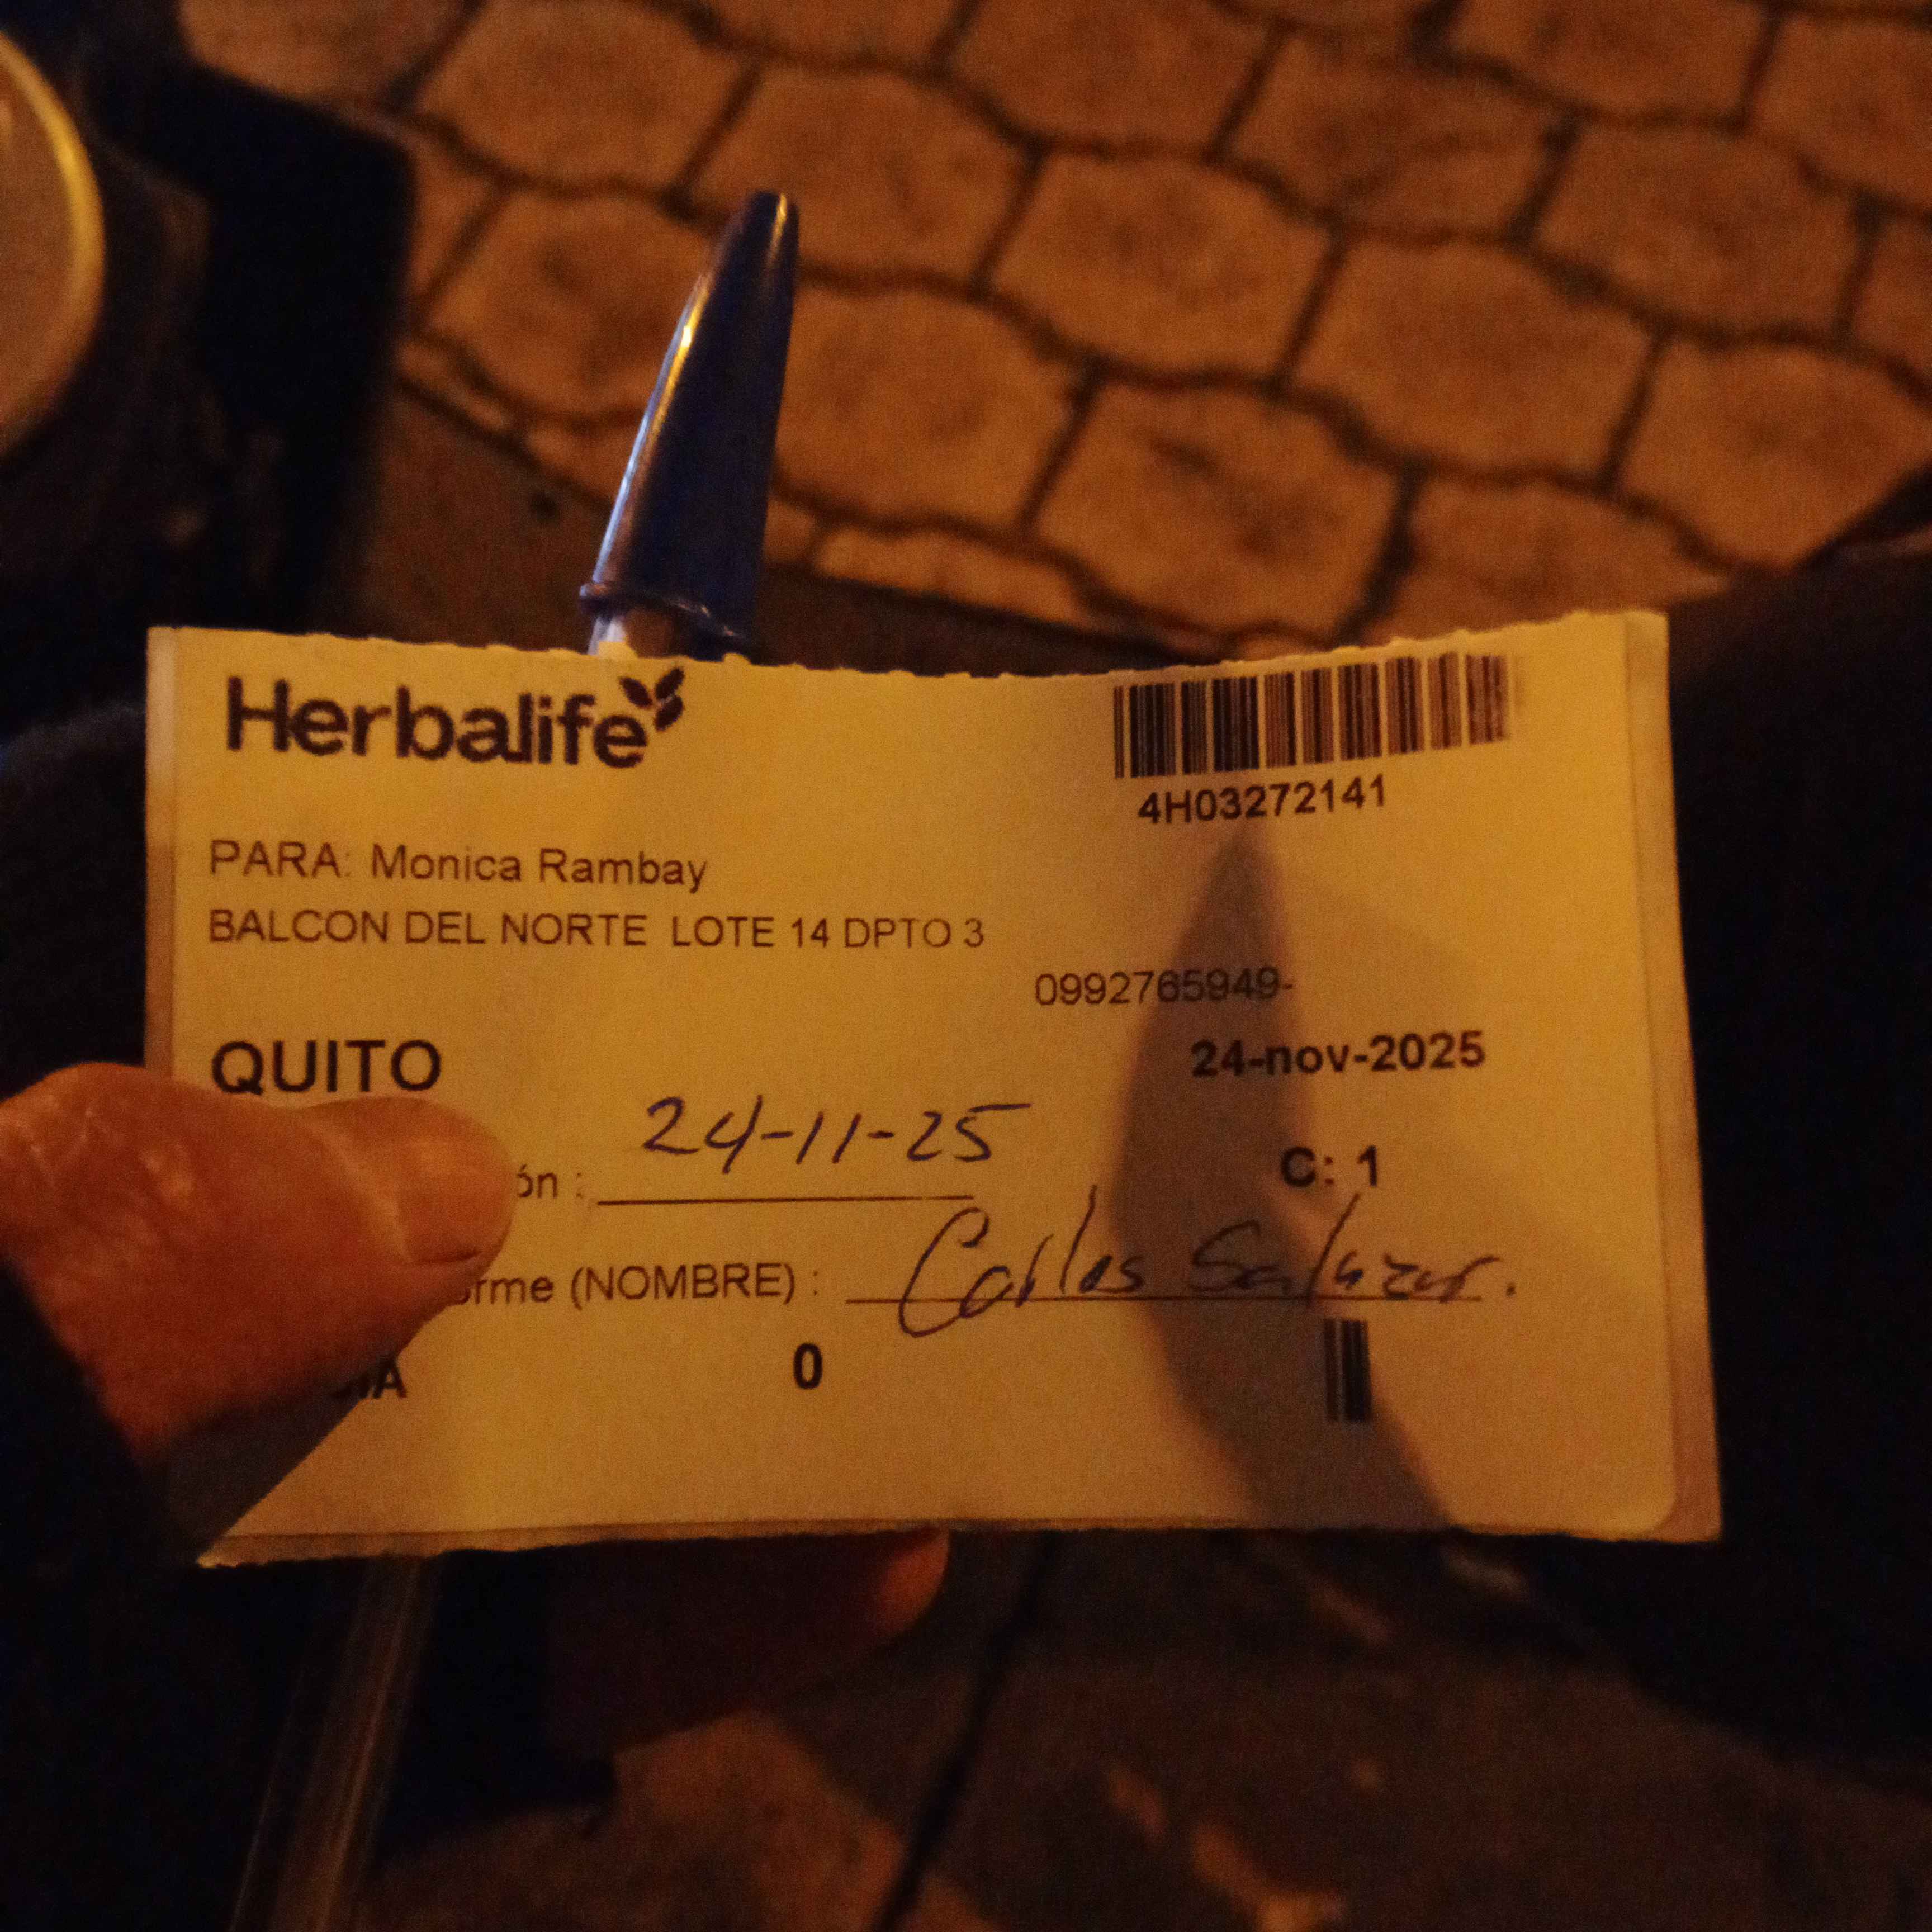 Herbalife
4H03272141
PARA: Monica Rambay
BALCON DEL NORTE LOTE 14 DPTO 3
0992765949-
QUITO
24-nov-2025
24-11-25
ón :
C: 1
rme (NOMBRE) : Carlos Salazar.
0